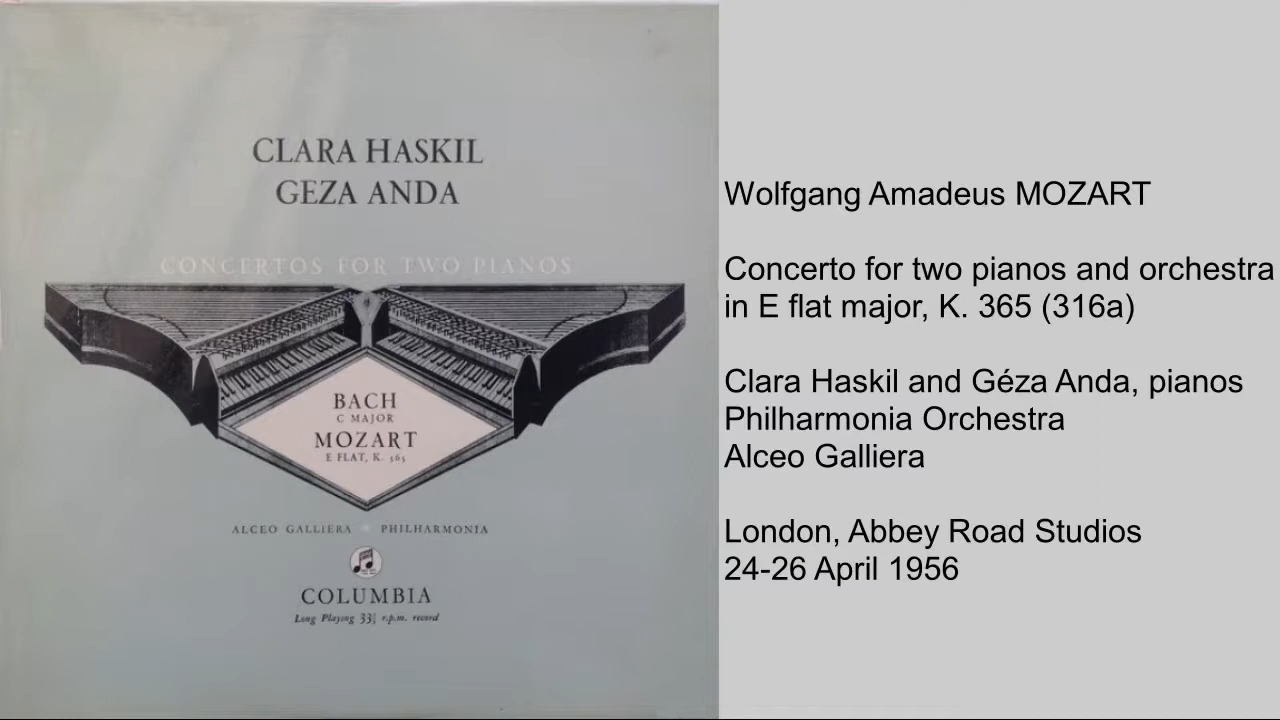 CLARA HASKIL
GEZA ANDA
CONCERTOS FOR TWO PIANOS
BACH
C MAJOR
MOZART
E FLAT, K. 365
ALCEO GALLIERA * PHILHARMONIA
COLUMBIA
Long Playing 33⅓ r.p.m. record
Wolfgang Amadeus MOZART
Concerto for two pianos and orchestra
in E flat major, K. 365 (316a)
Clara Haskil and Géza Anda, pianos
Philharmonia Orchestra
Alceo Galliera
London, Abbey Road Studios
24-26 April 1956